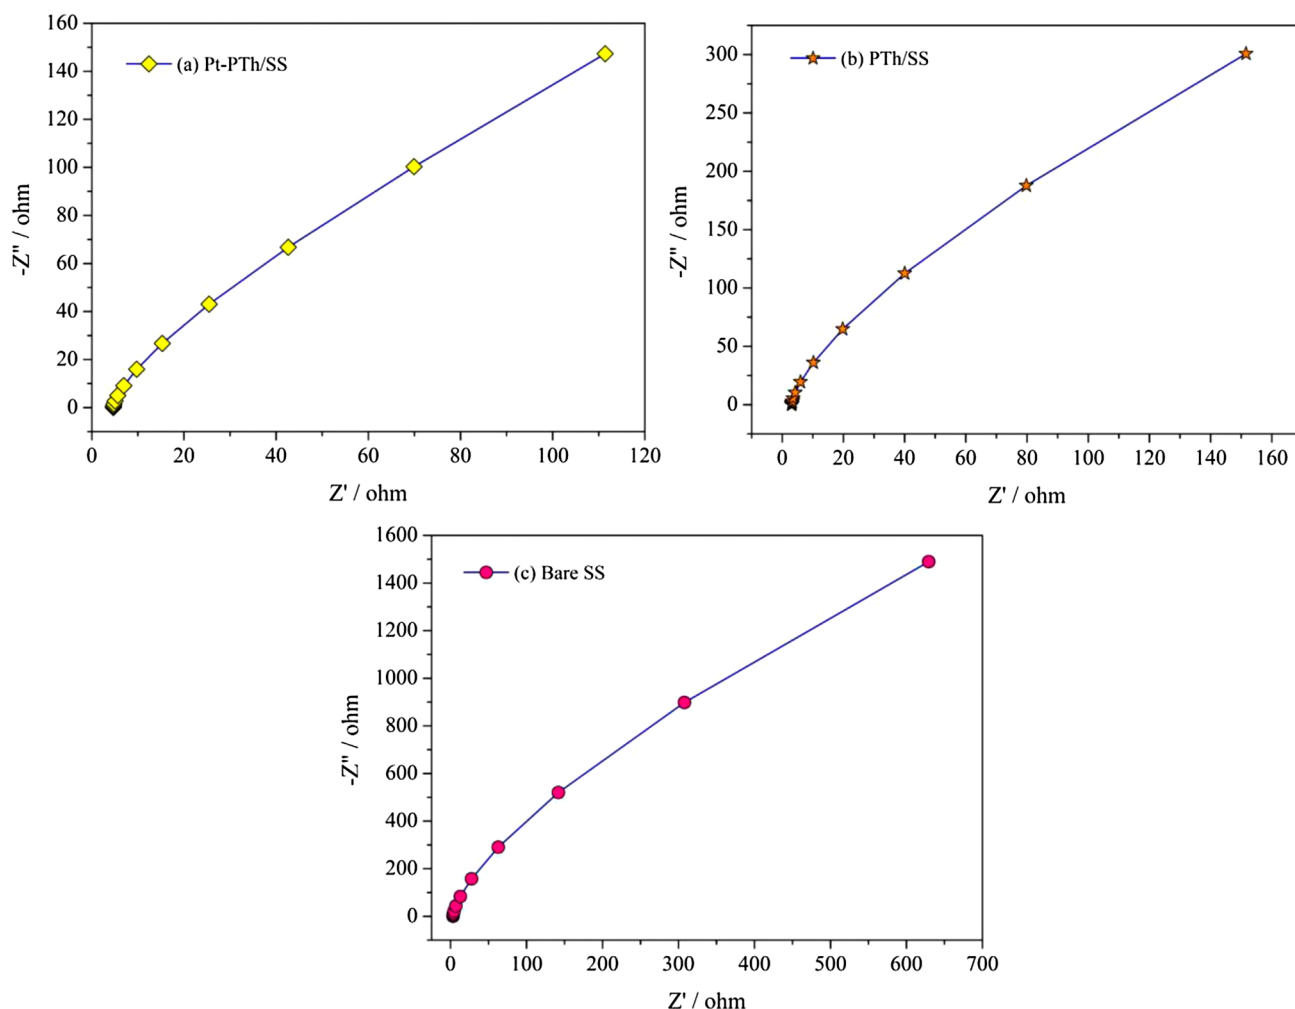 160
140
120
100
80
60
40
20
0
-Z" / ohm
(a) Pt-PTh/SS
0 20 40 60 80 100 120
Z' / ohm
300
250
200
150
100
50
0
-Z" / ohm
(b) PTh/SS
0 20 40 60 80 100 120 140 160
Z' / ohm
1600
1400
1200
1000
800
600
400
200
0
-Z" / ohm
(c) Bare SS
0 100 200 300 400 500 600 700
Z' / ohm